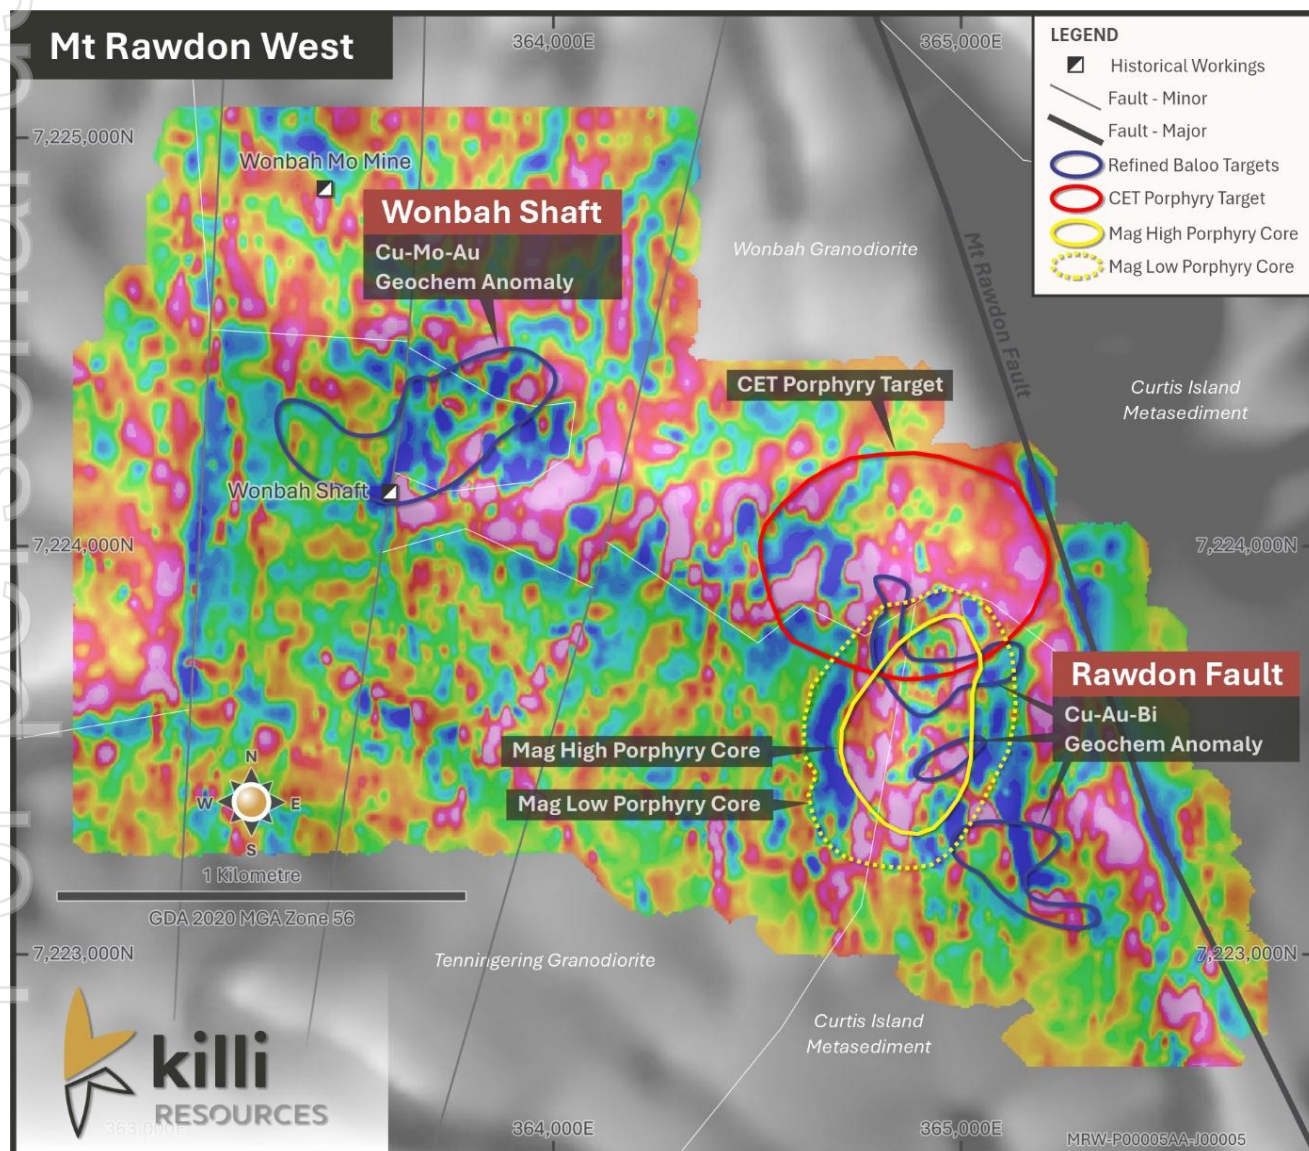 Mt Rawdon West
364,000E
365,000E
LEGEND
Historical Workings
Fault - Minor
Fault - Major
Refined Baloo Targets
CET Porphyry Target
Mag High Porphyry Core
Mag Low Porphyry Core
7,225,000N
Wonbah Mo Mine
Wonbah Shaft
Cu-Mo-Au
Geochem Anomaly
Wonbah Granodiorite
Mt Rawdon Fault
CET Porphyry Target
Curtis Island
Metasediment
Wonbah Shaft
7,224,000N
7,224,000N
Rawdon Fault
Cu-Au-Bi
Geochem Anomaly
Mag High Porphyry Core
Mag Low Porphyry Core
N
W
E
S
1 Kilometre
GDA 2020 MGA Zone 56
7,223,000N
7,223,000N
Tenningering Granodiorite
Curtis Island
Metasediment
killi
RESOURCES
363,000E
364,000E
365,000E
MRW-P00005AA-J00005